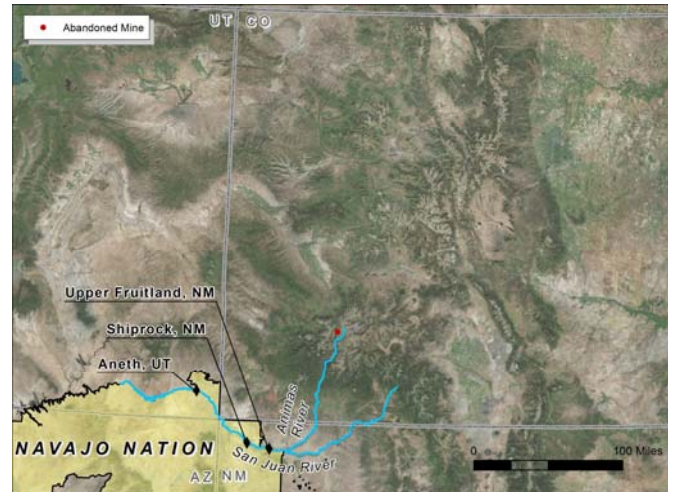 Abandoned Mine
UT CO
Upper Fruitland, NM
Shiprock, NM
Aneth, UT
Animas
River
San Juan River
NAVAJO NATION
AZ NM
0 100 Miles